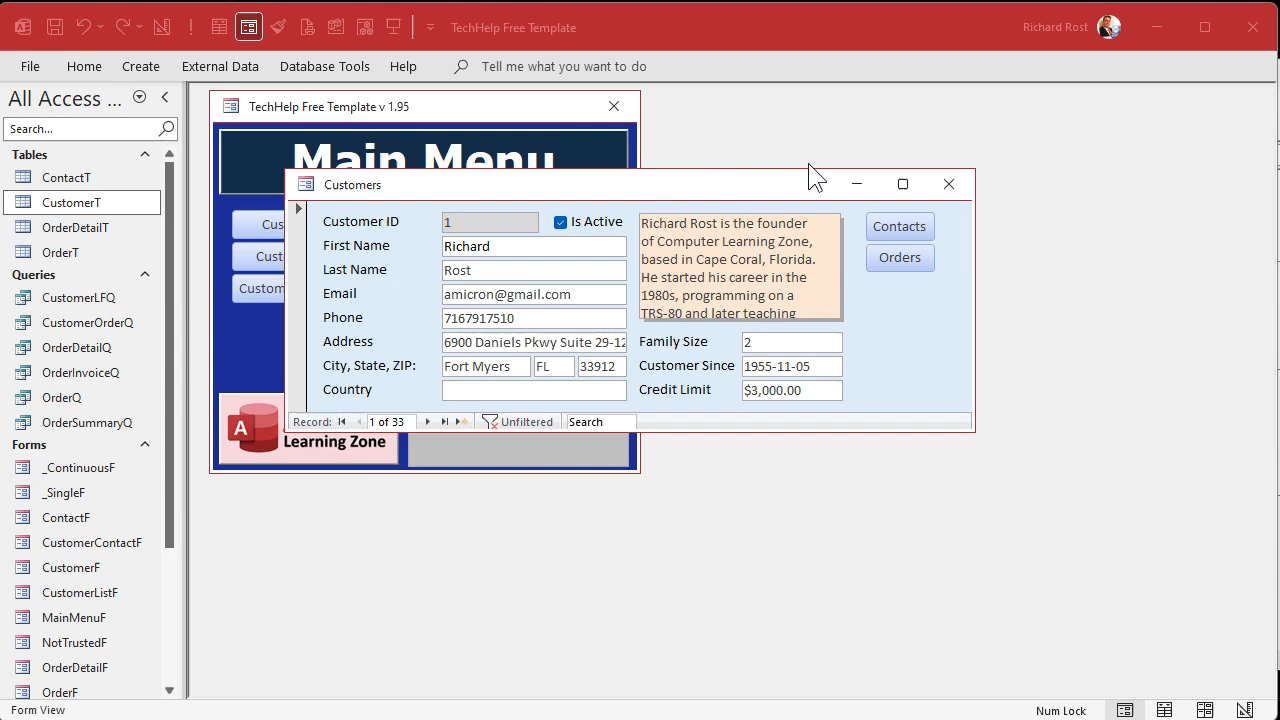 TechHelp Free Template
Richard Rost
File Home Create External Data Database Tools Help Tell me what you want to do
All Access ...
Search...
Tables
ContactT
CustomerT
OrderDetailT
OrderT
Queries
CustomerLFQ
CustomerOrderQ
OrderDetailQ
OrderInvoiceQ
OrderQ
OrderSummaryQ
Forms
_ContinuousF
_SingleF
ContactF
CustomerContactF
CustomerF
CustomerListF
MainMenuF
NotTrustedF
OrderDetailF
OrderF
TechHelp Free Template v 1.95
Main Menu
Cus
Cust
Custom
A
Learning Zone
Customers
Customer ID 1 Is Active
First Name Richard
Last Name Rost
Email amicron@gmail.com
Phone 7167917510
Address 6900 Daniels Pkwy Suite 29-12
City, State, ZIP: Fort Myers FL 33912
Country
Richard Rost is the founder
of Computer Learning Zone,
based in Cape Coral, Florida.
He started his career in the
1980s, programming on a
TRS-80 and later teaching
Family Size 2
Customer Since 1955-11-05
Credit Limit $3,000.00
Contacts
Orders
Record: 1 of 33 Unfiltered Search
Form View
Num Lock